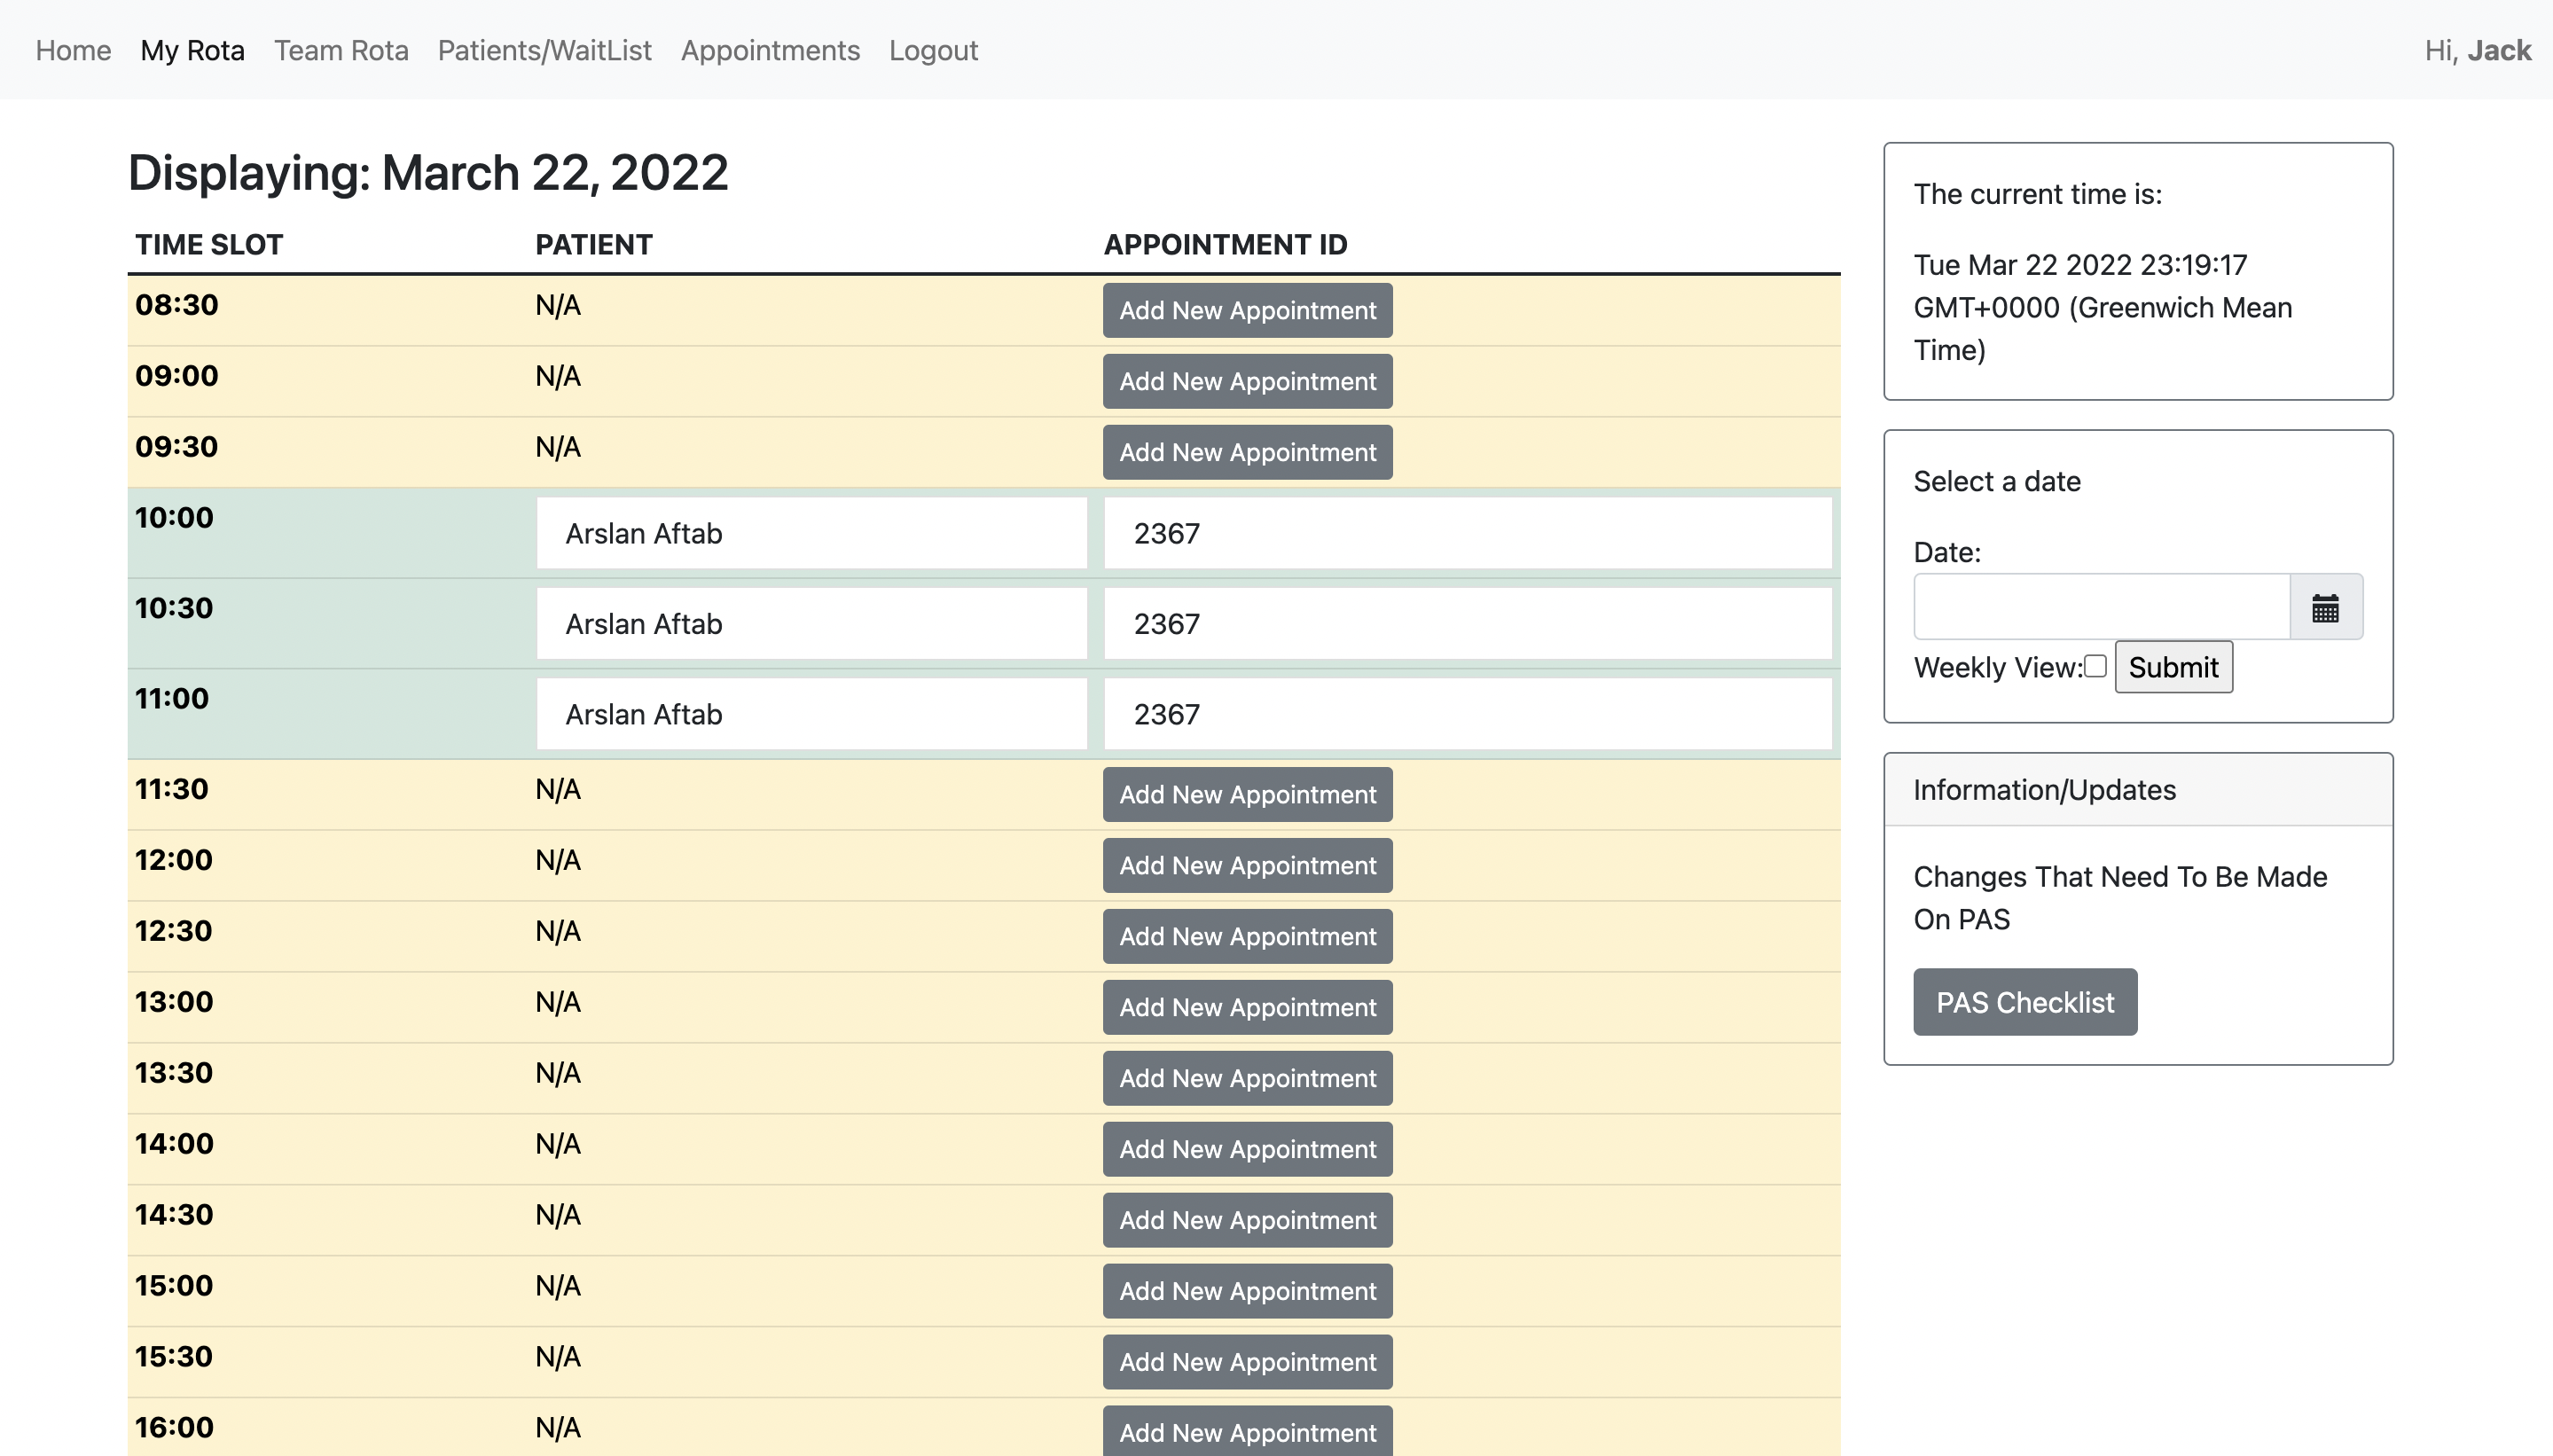 Home My Rota Team Rota Patients/WaitList Appointments Logout Hi, Jack
Displaying: March 22, 2022
TIME SLOT PATIENT APPOINTMENT ID
08:30 N/A Add New Appointment
09:00 N/A Add New Appointment
09:30 N/A Add New Appointment
10:00 Arslan Aftab 2367
10:30 Arslan Aftab 2367
11:00 Arslan Aftab 2367
11:30 N/A Add New Appointment
12:00 N/A Add New Appointment
12:30 N/A Add New Appointment
13:00 N/A Add New Appointment
13:30 N/A Add New Appointment
14:00 N/A Add New Appointment
14:30 N/A Add New Appointment
15:00 N/A Add New Appointment
15:30 N/A Add New Appointment
16:00 N/A Add New Appointment
The current time is:
Tue Mar 22 2022 23:19:17
GMT+0000 (Greenwich Mean
Time)
Select a date
Date:
Weekly View: Submit
Information/Updates
Changes That Need To Be Made
On PAS
PAS Checklist